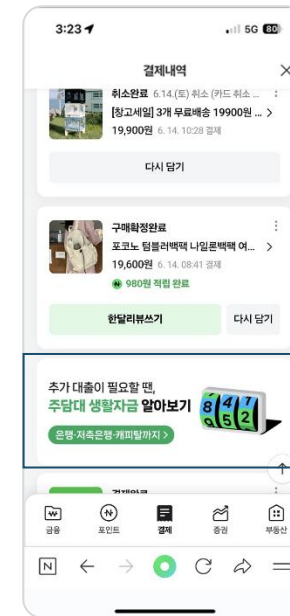 3:23
5G 80
결제내역
취소완료 6.14.(토) 취소 (카드 취소 ...
[창고세일] 3개 무료배송 19900원 ...
19,900원 6. 14. 10:28 결제
다시 담기
구매확정완료
포코노 텀블러백팩 나일론백팩 여...
19,600원 6. 14. 08:41 결제
980원 적립 완료
한달리뷰쓰기
다시 담기
추가 대출이 필요할 땐,
주담대 생활자금 알아보기
은행·저축은행·캐피탈까지 >
8 4 7
9 5 2
금융
포인트
결제
증권
부동산
N